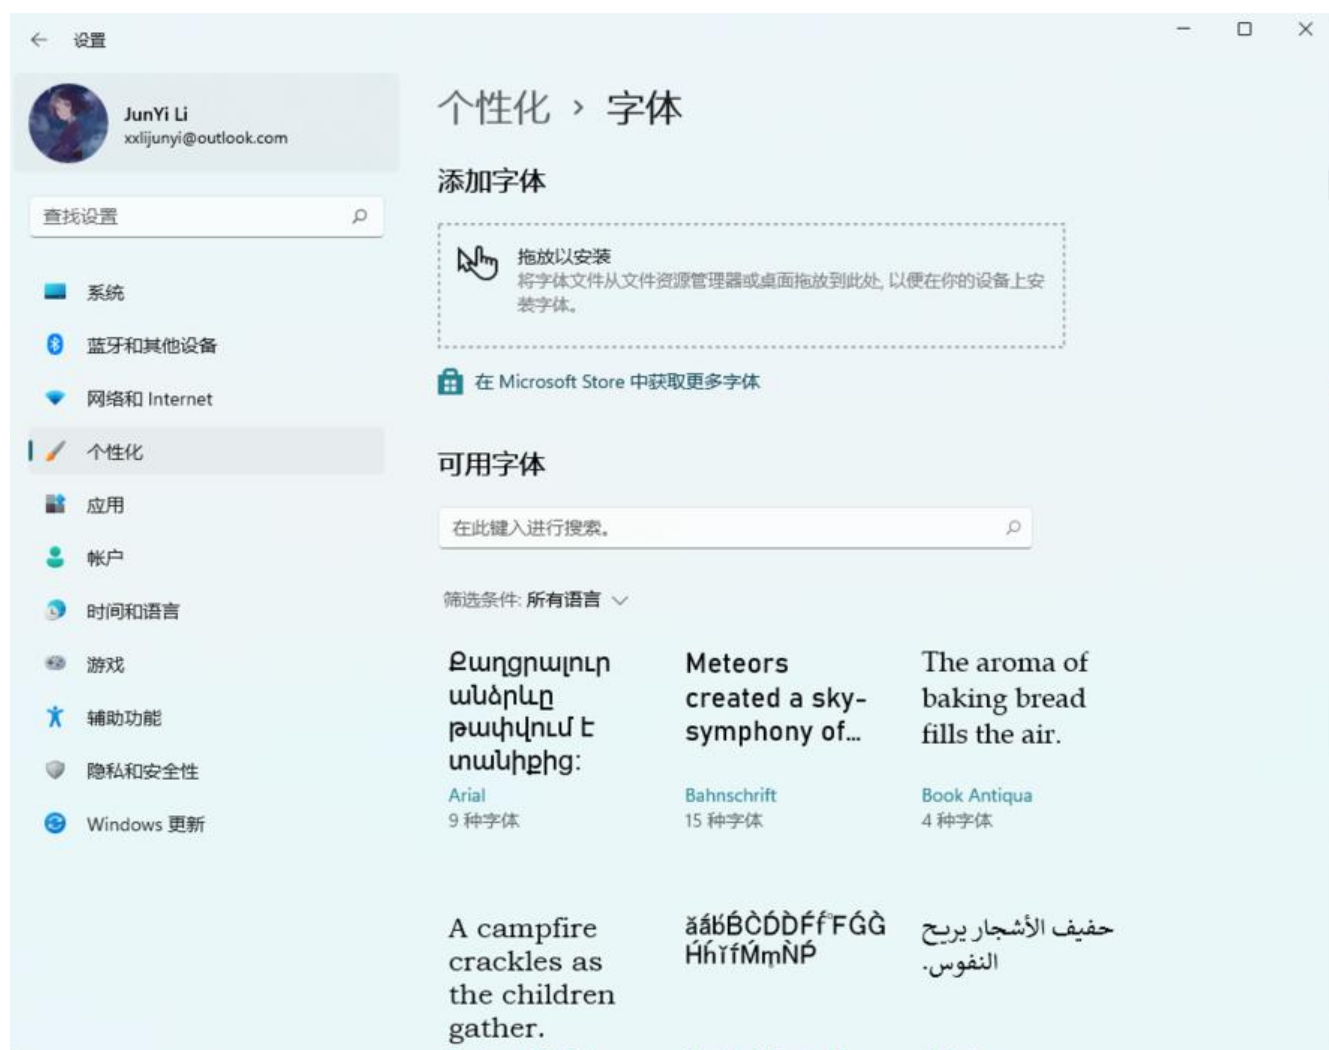 设置
JunYi Li
xxlijunyi@outlook.com
查找设置
系统
蓝牙和其他设备
网络和 Internet
个性化
应用
帐户
时间和语言
游戏
辅助功能
隐私和安全性
Windows 更新
个性化 › 字体
添加字体
拖放以安装
将字体文件从文件资源管理器或桌面拖放到此处, 以便在你的设备上安
装字体。
在 Microsoft Store 中获取更多字体
可用字体
在此键入进行搜索。
筛选条件: 所有语言
Քաղցրալուր
անձրևը
թափվում է
տանիքից:
Arial
9 种字体
Meteors
created a sky-
symphony of...
Bahnschrift
15 种字体
The aroma of
baking bread
fills the air.
Book Antiqua
4 种字体
A campfire
crackles as
the children
gather.
حفيف الأشجار يريح
النفوس.